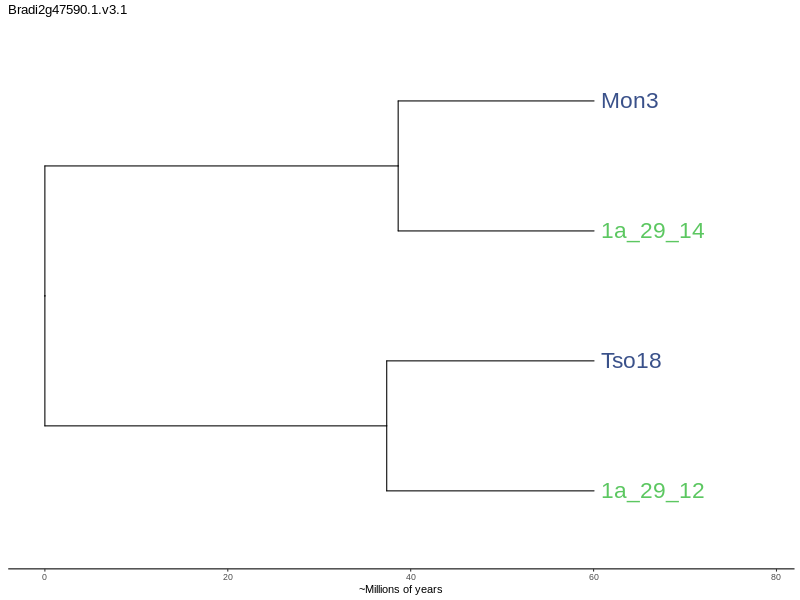 Bradi2g47590.1.v3.1
Mon3
1a_29_14
Tso18
1a_29_12
0 20 40 60 80
~Millions of years